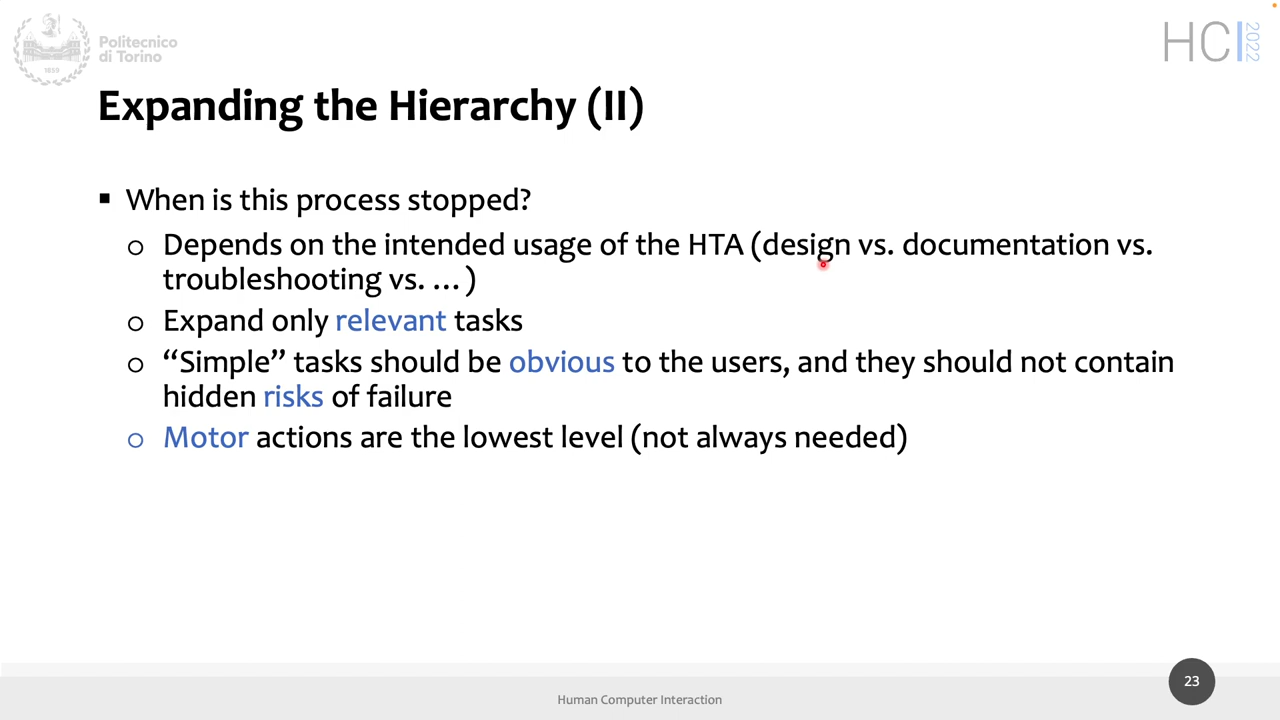 Politecnico
di Torino
1859
HCI 2022
Expanding the Hierarchy (II)
▪ When is this process stopped?
o Depends on the intended usage of the HTA (design vs. documentation vs.
troubleshooting vs. … )
o Expand only relevant tasks
o “Simple” tasks should be obvious to the users, and they should not contain
hidden risks of failure
o Motor actions are the lowest level (not always needed)
Human Computer Interaction
23